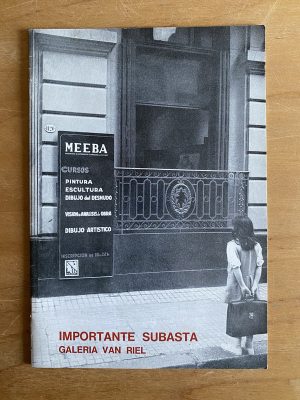 MEEBA
CURSOS
PINTURA
ESCULTURA
DIBUJO del DESNUDO
DIBUJO ARTISTICO
IMPORTANTE SUBASTA
GALERIA VAN RIEL